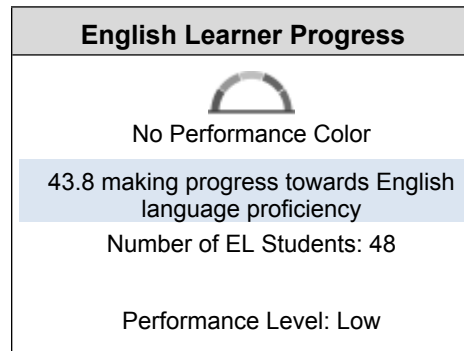 English Learner Progress
No Performance Color
43.8 making progress towards English
language proficiency
Number of EL Students: 48
Performance Level: Low